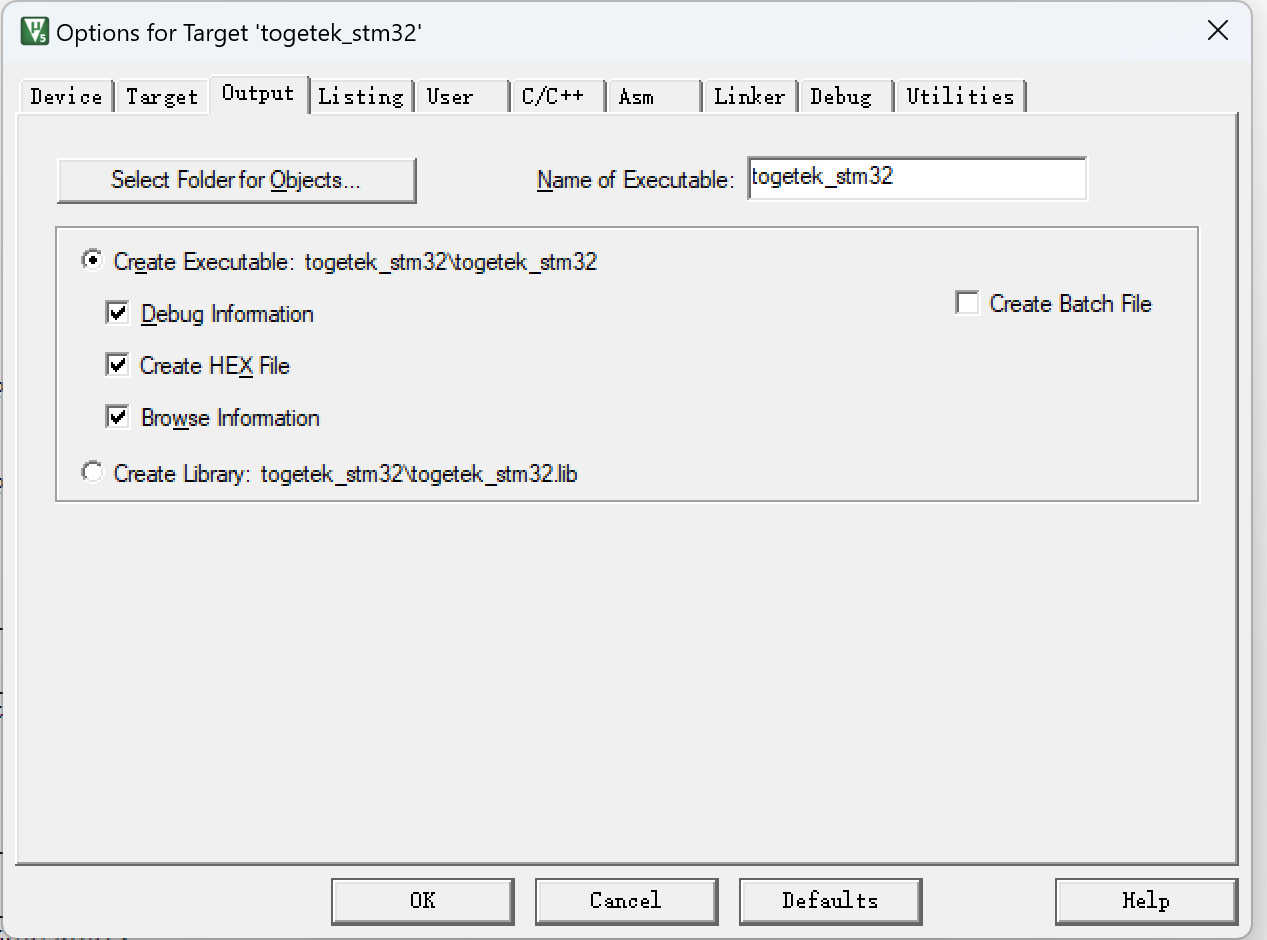 Options for Target 'togetek_stm32'
Device Target Output Listing User C/C++ Asm Linker Debug Utilities
Select Folder for Objects... Name of Executable: togetek_stm32
Create Executable: togetek_stm32\togetek_stm32
Debug Information Create Batch File
Create HEX File
Browse Information
Create Library: togetek_stm32\togetek_stm32.lib
OK Cancel Defaults Help